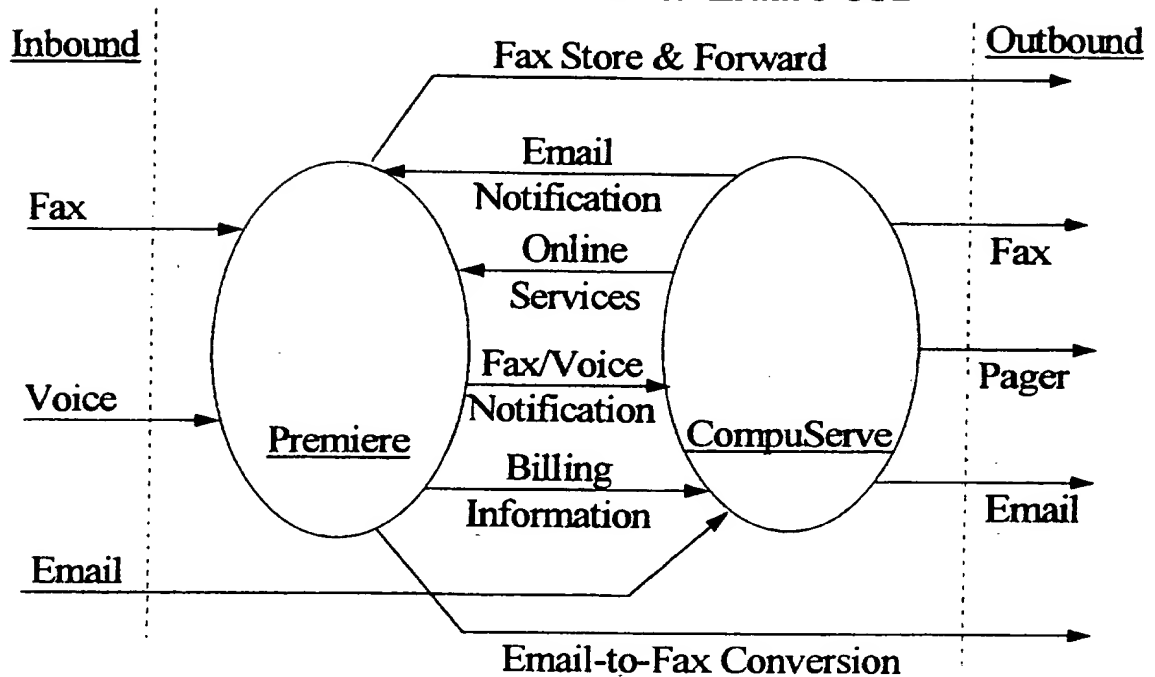 Inbound
Outbound
Fax Store & Forward
Email
Notification
Fax
Fax
Online
Services
Fax/Voice
Notification
Pager
Voice
Premiere
CompuServe
Billing
Information
Email
Email
Email-to-Fax Conversion